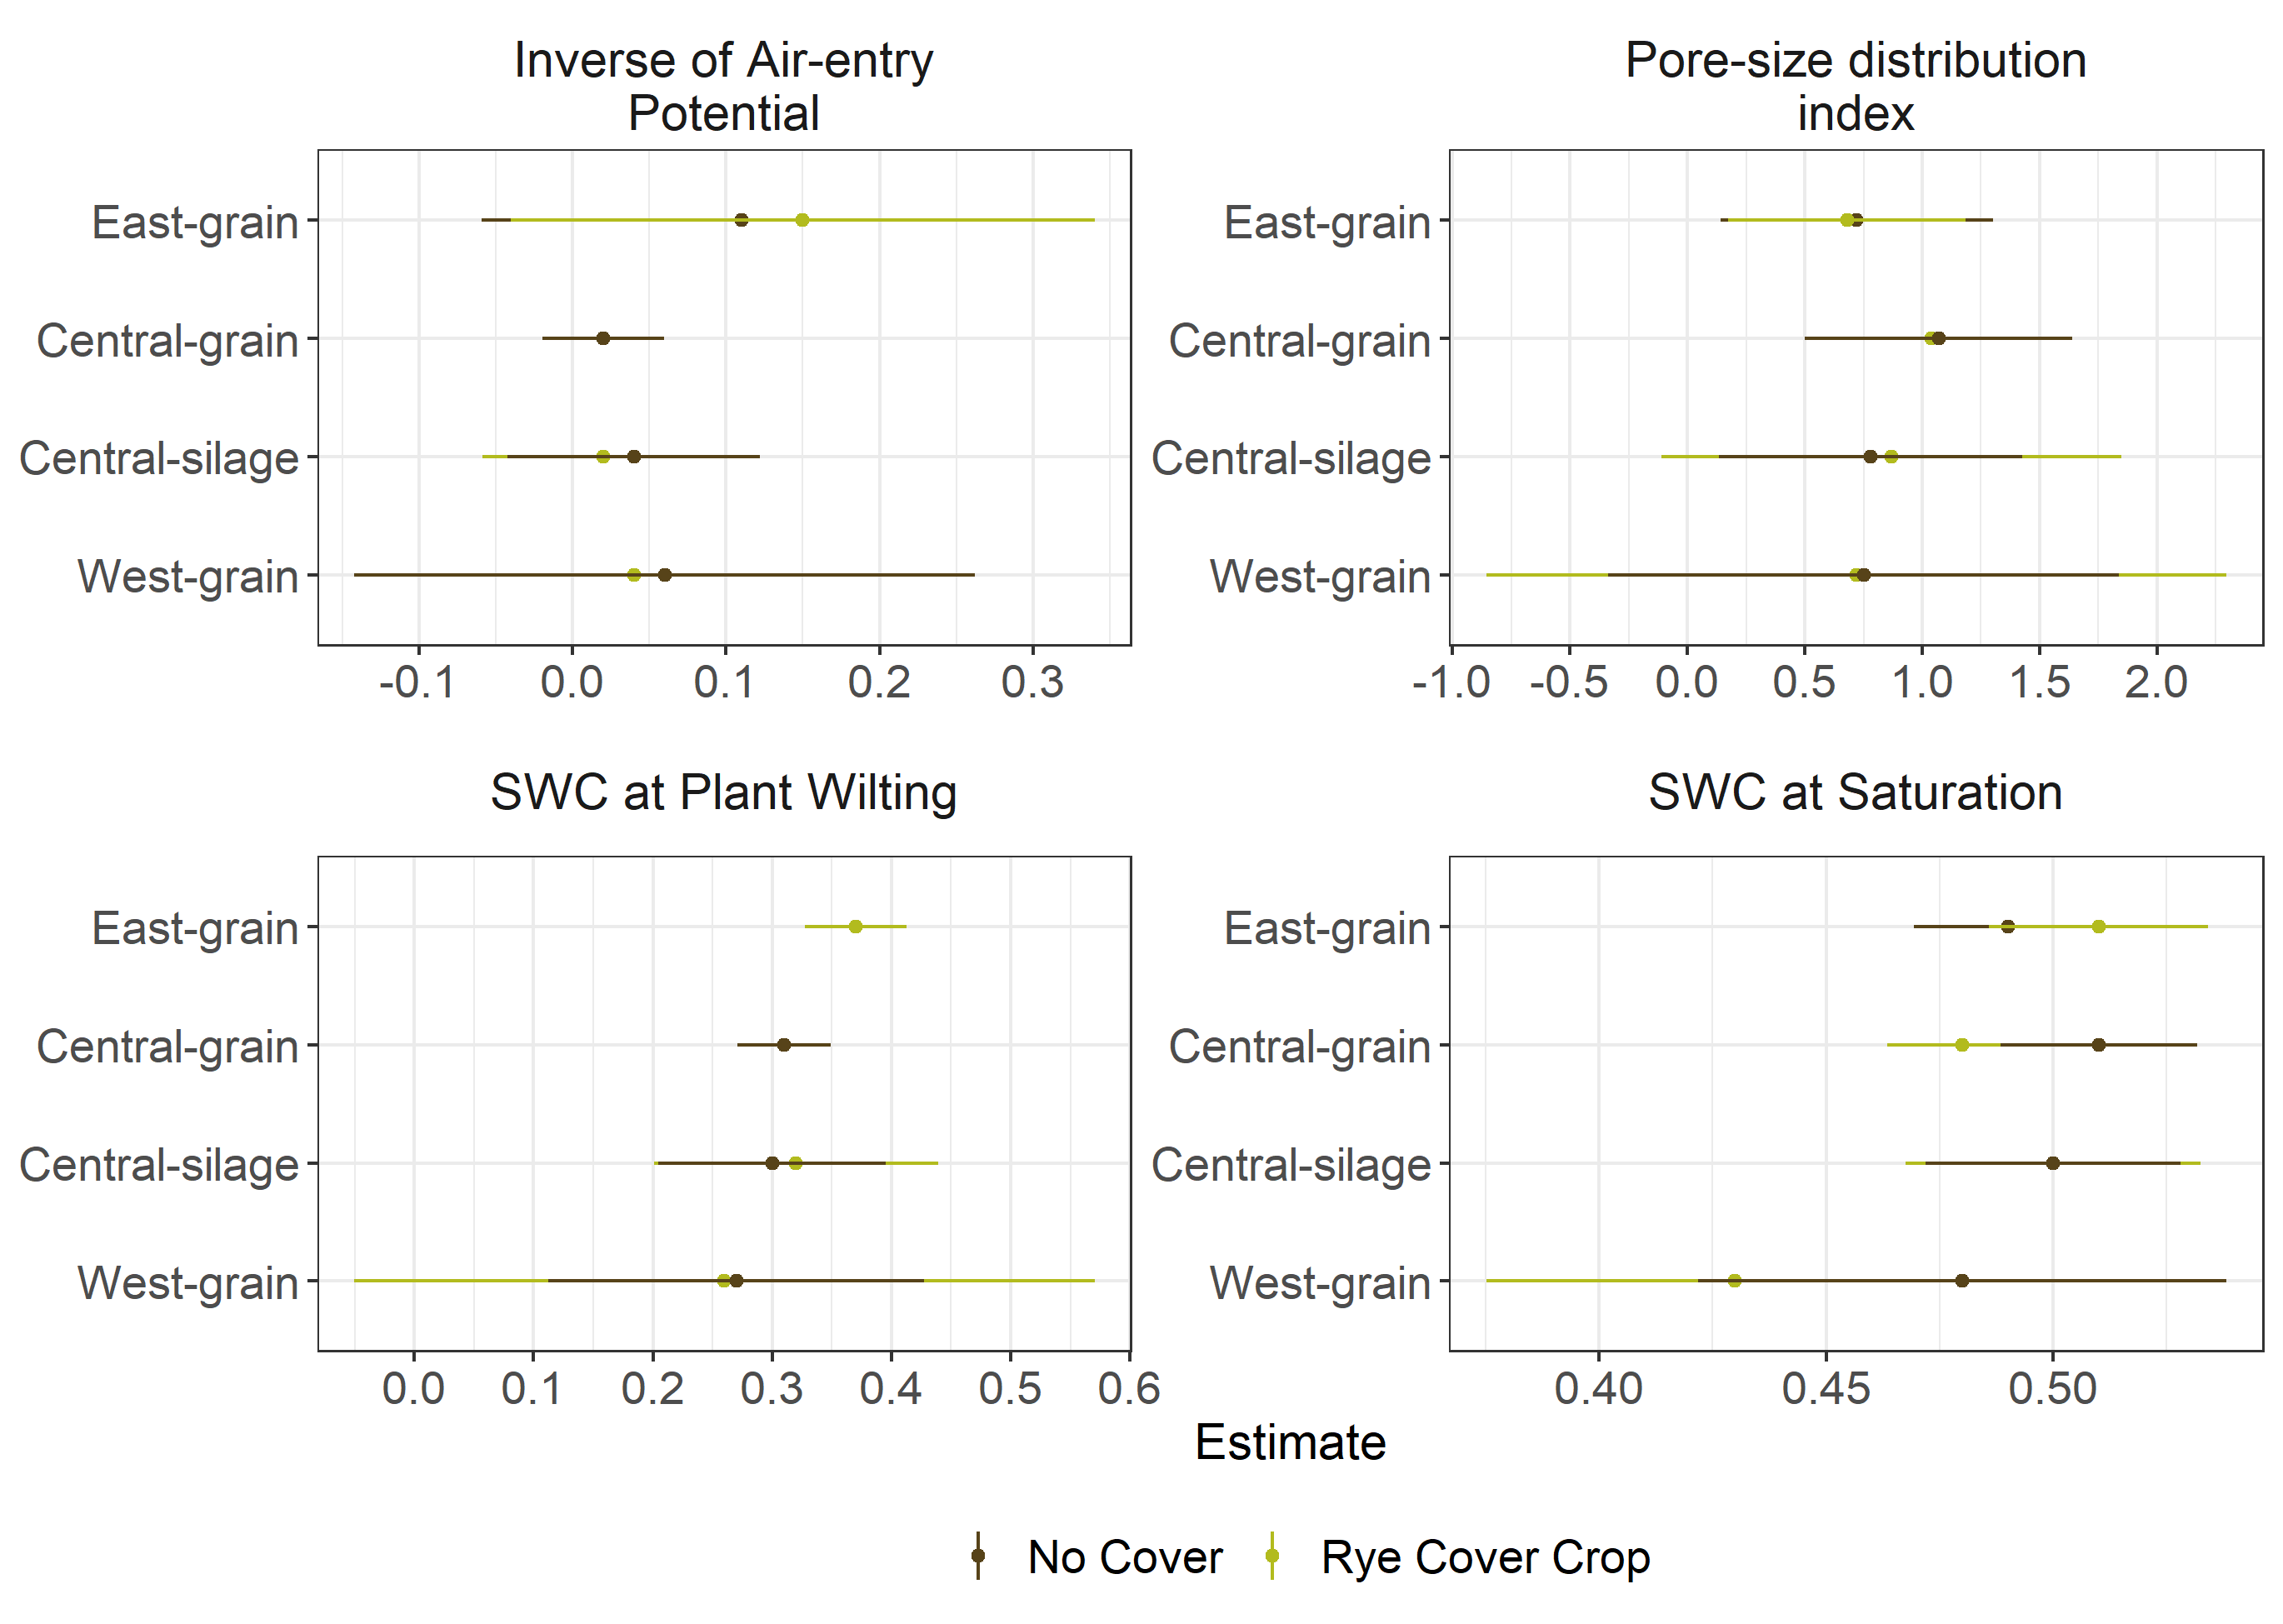 Inverse of Air-entry
Potential
East-grain
Central-grain
Central-silage
West-grain
-0.1 0.0 0.1 0.2 0.3
Pore-size distribution
index
East-grain
Central-grain
Central-silage
West-grain
-1.0 -0.5 0.0 0.5 1.0 1.5 2.0
SWC at Plant Wilting
East-grain
Central-grain
Central-silage
West-grain
0.0 0.1 0.2 0.3 0.4 0.5 0.6
SWC at Saturation
East-grain
Central-grain
Central-silage
West-grain
0.40 0.45 0.50
Estimate
No Cover Rye Cover Crop